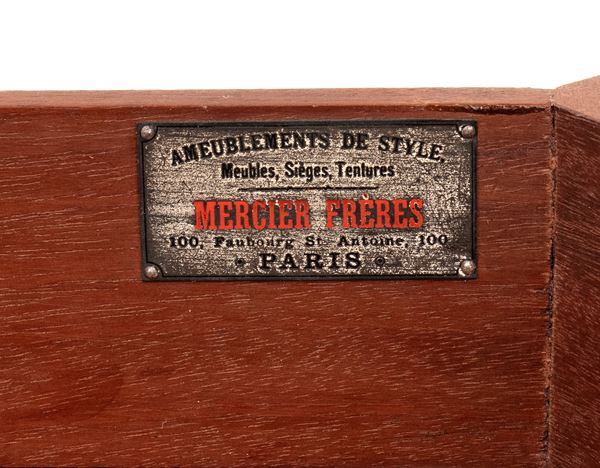 AMEUBLEMENTS DE STYLE.
Meubles, Sièges, Tentures
MERCIER FRÈRES
100, Faubourg St Antoine, 100
PARIS